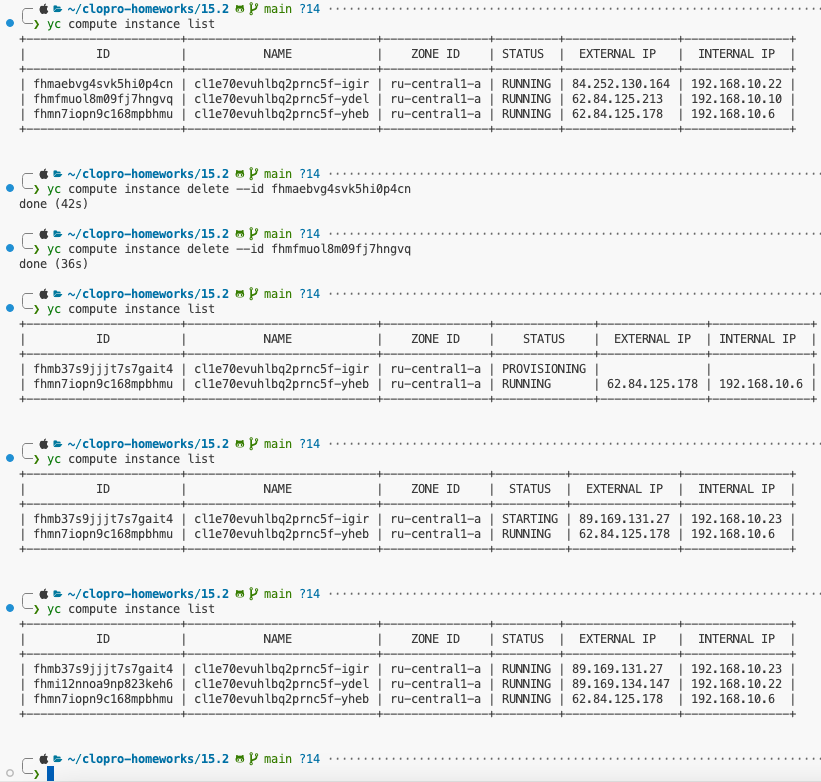 ~/clopro-homeworks/15.2 main ?14
❯ yc compute instance list
| ID | NAME | ZONE ID | STATUS | EXTERNAL IP | INTERNAL IP |
| fhmaebvg4svk5hi0p4cn | cl1e70evuhlbq2prnc5f-igir | ru-central1-a | RUNNING | 84.252.130.164 | 192.168.10.22 |
| fhmfmuol8m09fj7hngvq | cl1e70evuhlbq2prnc5f-ydel | ru-central1-a | RUNNING | 62.84.125.213 | 192.168.10.10 |
| fhmn7iopn9c168mpbhmu | cl1e70evuhlbq2prnc5f-yheb | ru-central1-a | RUNNING | 62.84.125.178 | 192.168.10.6 |
~/clopro-homeworks/15.2 main ?14
❯ yc compute instance delete --id fhmaebvg4svk5hi0p4cn
done (42s)
~/clopro-homeworks/15.2 main ?14
❯ yc compute instance delete --id fhmfmuol8m09fj7hngvq
done (36s)
~/clopro-homeworks/15.2 main ?14
❯ yc compute instance list
| ID | NAME | ZONE ID | STATUS | EXTERNAL IP | INTERNAL IP |
| fhmb37s9jjjt7s7gait4 | cl1e70evuhlbq2prnc5f-igir | ru-central1-a | PROVISIONING | | |
| fhmn7iopn9c168mpbhmu | cl1e70evuhlbq2prnc5f-yheb | ru-central1-a | RUNNING | 62.84.125.178 | 192.168.10.6 |
~/clopro-homeworks/15.2 main ?14
❯ yc compute instance list
| ID | NAME | ZONE ID | STATUS | EXTERNAL IP | INTERNAL IP |
| fhmb37s9jjjt7s7gait4 | cl1e70evuhlbq2prnc5f-igir | ru-central1-a | STARTING | 89.169.131.27 | 192.168.10.23 |
| fhmn7iopn9c168mpbhmu | cl1e70evuhlbq2prnc5f-yheb | ru-central1-a | RUNNING | 62.84.125.178 | 192.168.10.6 |
~/clopro-homeworks/15.2 main ?14
❯ yc compute instance list
| ID | NAME | ZONE ID | STATUS | EXTERNAL IP | INTERNAL IP |
| fhmb37s9jjjt7s7gait4 | cl1e70evuhlbq2prnc5f-igir | ru-central1-a | RUNNING | 89.169.131.27 | 192.168.10.23 |
| fhmi12nnoa9np823keh6 | cl1e70evuhlbq2prnc5f-ydel | ru-central1-a | RUNNING | 89.169.134.147 | 192.168.10.22 |
| fhmn7iopn9c168mpbhmu | cl1e70evuhlbq2prnc5f-yheb | ru-central1-a | RUNNING | 62.84.125.178 | 192.168.10.6 |
~/clopro-homeworks/15.2 main ?14
❯